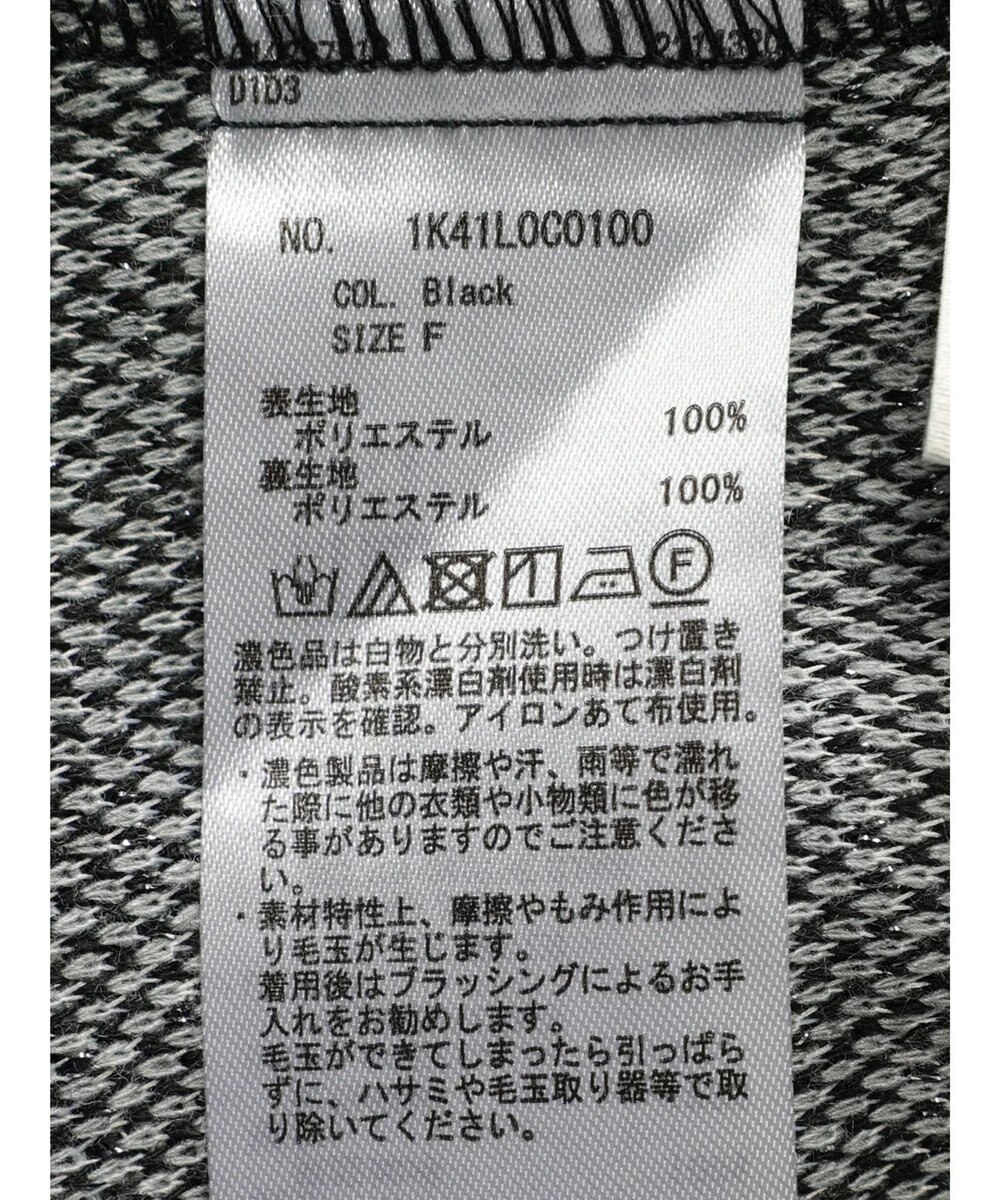 D1D3
NO. 1K41L0C0100
COL. Black
SIZE F
表生地
ポリエステル 100%
裏生地
ポリエステル 100%
F
濃色品は白物と分別洗い。つけ置き
禁止。酸素系漂白剤使用時は漂白剤
の表示を確認。アイロンあて布使用。
・濃色製品は摩擦や汗、雨等で濡れ
た際に他の衣類や小物類に色が移
る事がありますのでご注意くださ
い。
・素材特性上、摩擦やもみ作用によ
り毛玉が生じます。
着用後はブラッシングによるお手
入れをお勧めします。
毛玉ができてしまったら引っぱら
ずに、ハサミや毛玉取り器等で取
り除いてください。